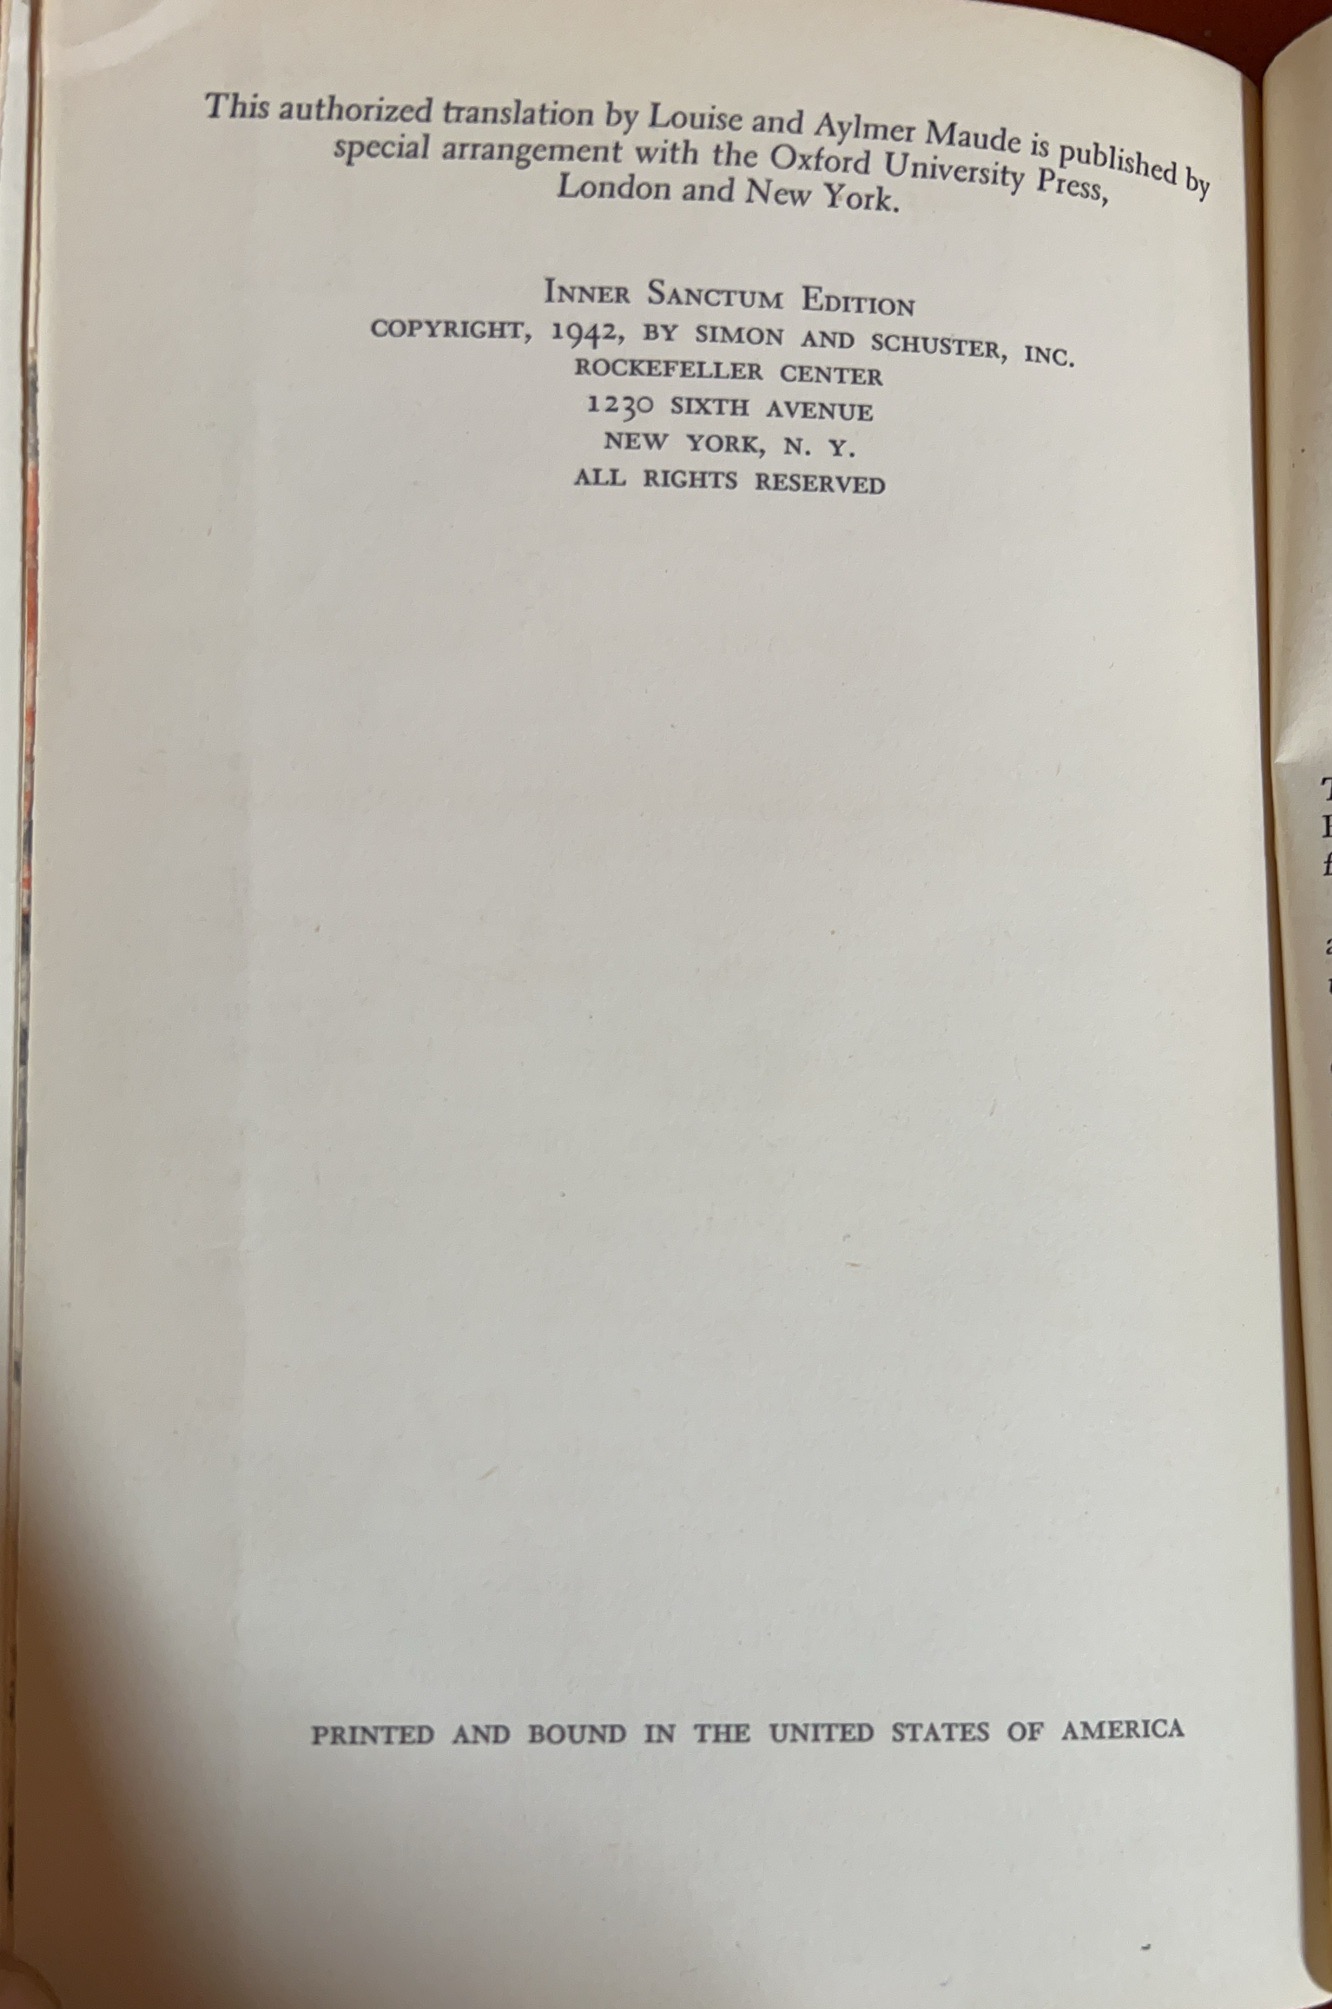 This authorized translation by Louise and Aylmer Maude is published by
special arrangement with the Oxford University Press,
London and New York.
INNER SANCTUM EDITION
COPYRIGHT, 1942, BY SIMON AND SCHUSTER, INC.
ROCKEFELLER CENTER
1230 SIXTH AVENUE
NEW YORK, N. Y.
ALL RIGHTS RESERVED
PRINTED AND BOUND IN THE UNITED STATES OF AMERICA